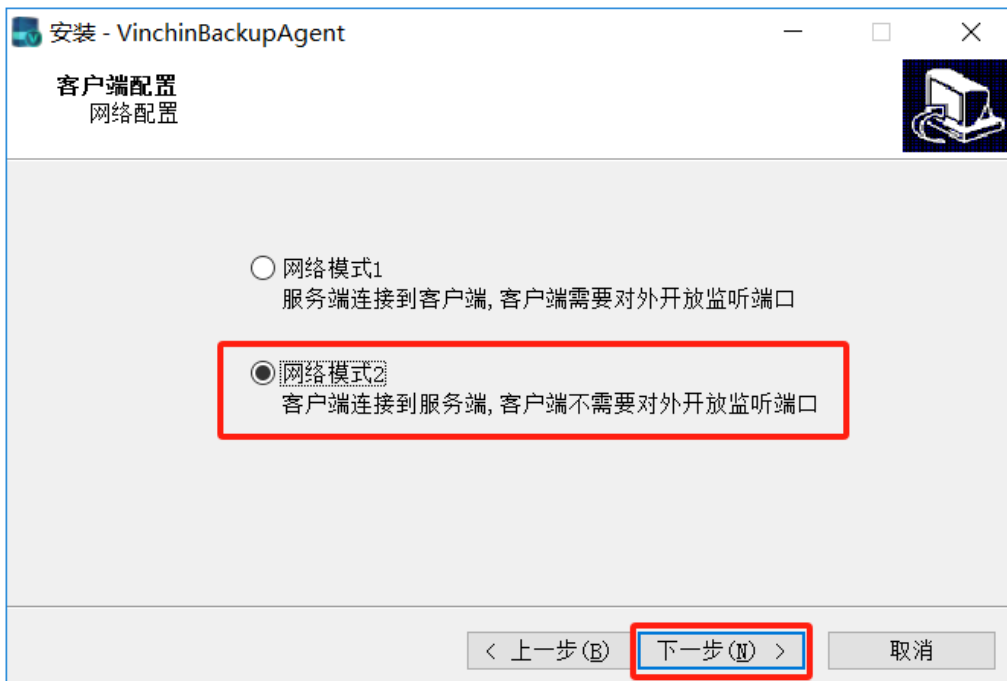 安装 - VinchinBackupAgent
客户端配置
网络配置
网络模式1
服务端连接到客户端, 客户端需要对外开放监听端口
网络模式2
客户端连接到服务端, 客户端不需要对外开放监听端口
< 上一步(B)
下一步(N) >
取消